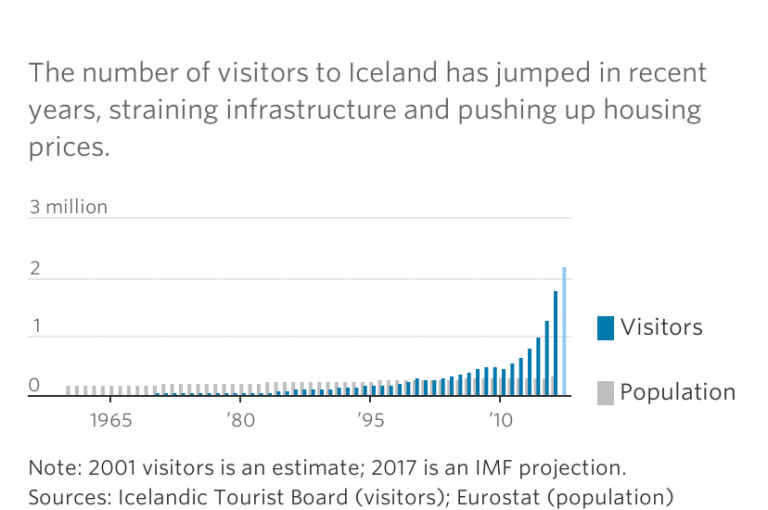 The number of visitors to Iceland has jumped in recent
years, straining infrastructure and pushing up housing
prices.
3 million
2
1
0
1965 '80 '95 '10
Visitors
Population
Note: 2001 visitors is an estimate; 2017 is an IMF projection.
Sources: Icelandic Tourist Board (visitors); Eurostat (population)